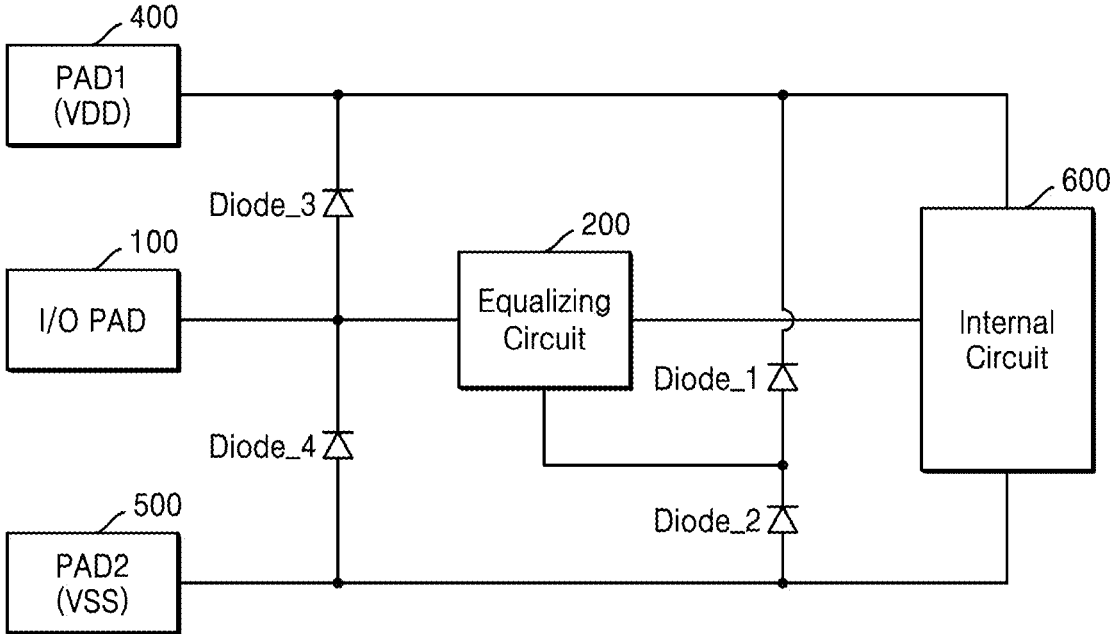 400
PAD1
(VDD)
Diode_3
600
100
I/O PAD
200
Equalizing
Circuit
Internal
Circuit
Diode_1
Diode_4
500
PAD2
(VSS)
Diode_2